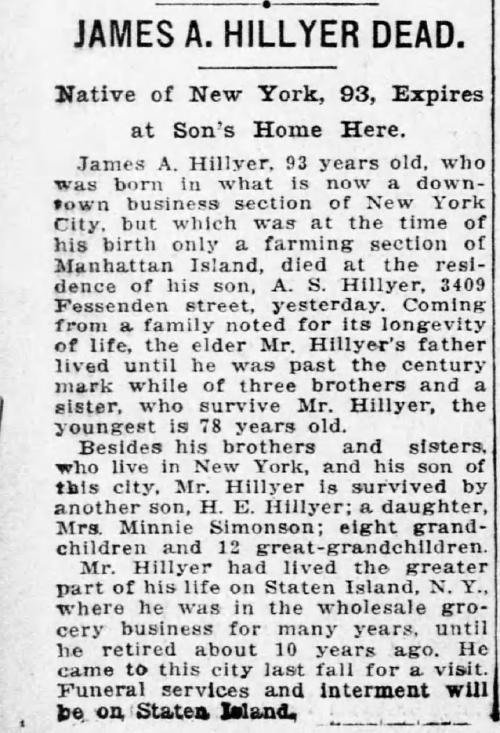 JAMES A. HILLYER DEAD.
Native of New York, 93, Expires
at Son's Home Here.
James A. Hillyer, 93 years old, who
was born in what is now a down-
town business section of New York
City, but which was at the time of
his birth only a farming section of
Manhattan Island, died at the resi-
dence of his son, A. S. Hillyer, 3409
Fessenden street, yesterday. Coming
from a family noted for its longevity
of life, the elder Mr. Hillyer's father
lived until he was past the century
mark while of three brothers and a
sister, who survive Mr. Hillyer, the
youngest is 78 years old.
Besides his brothers and sisters,
who live in New York, and his son of
this city, Mr. Hillyer is survived by
another son, H. E. Hillyer; a daughter,
Mrs. Minnie Simonson; eight grand-
children and 12 great-grandchildren.
Mr. Hillyer had lived the greater
part of his life on Staten Island, N. Y.,
where he was in the wholesale gro-
cery business for many years, until
he retired about 10 years ago. He
came to this city last fall for a visit.
Funeral services and interment will
be on Staten Island.